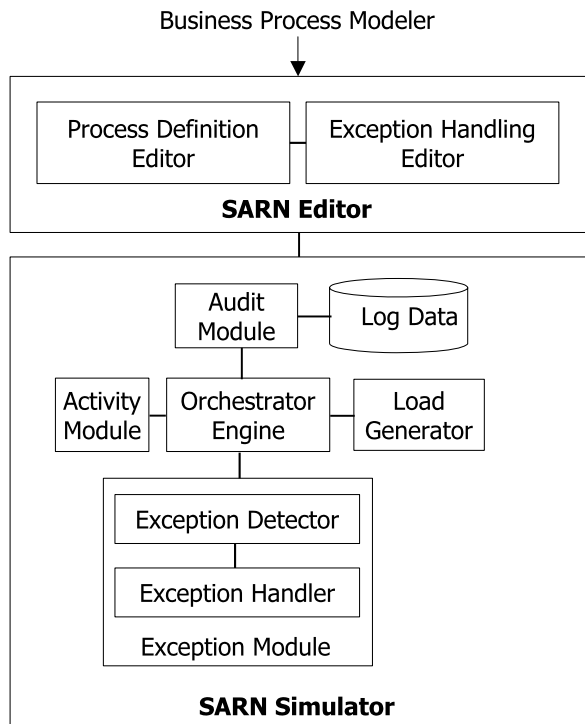 Business Process Modeler
Process Definition
Editor
Exception Handling
Editor
SARN Editor
Audit
Module
Log Data
Activity
Module
Orchestrator
Engine
Load
Generator
Exception Detector
Exception Handler
Exception Module
SARN Simulator